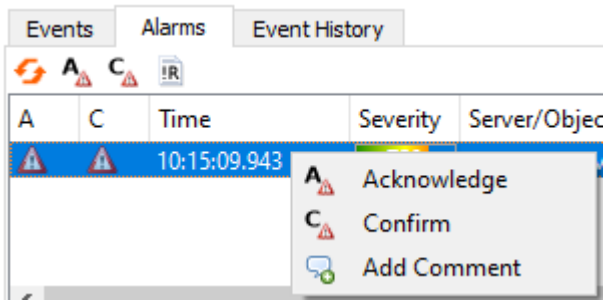 Events Alarms Event History
A C !R
A C Time Severity Server/Objec
10:15:09.943
A Acknowledge
C Confirm
Add Comment